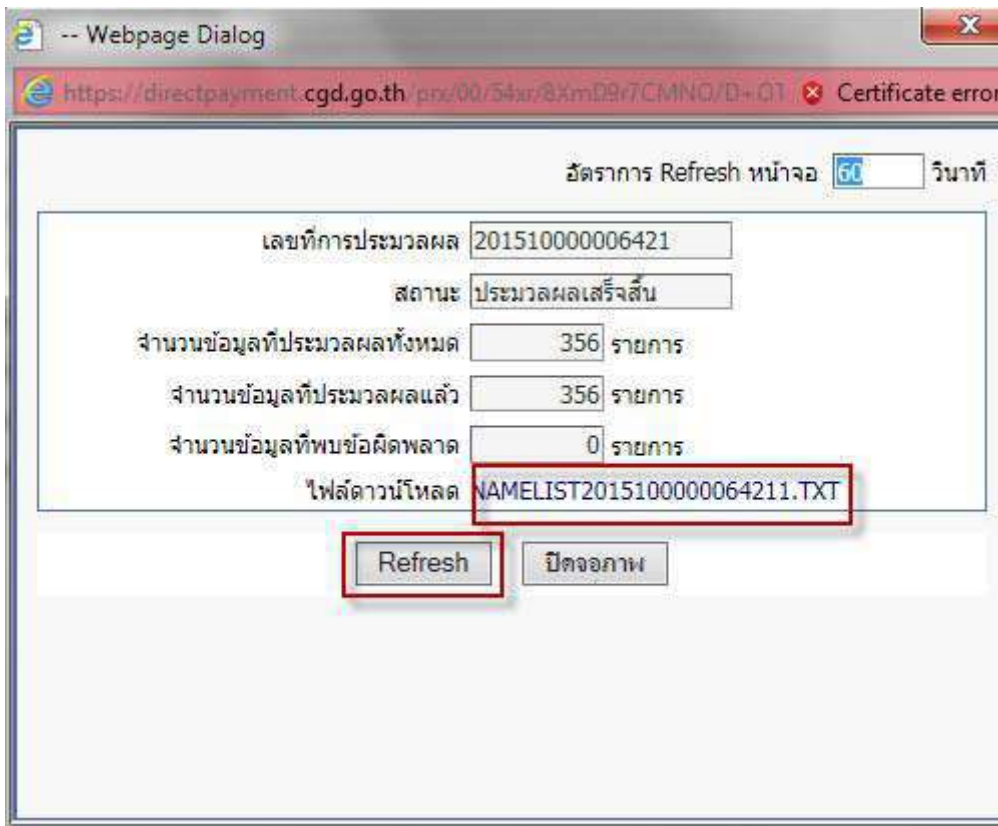 -- Webpage Dialog
https://directpayment.cgd.go.th Certificate error
อัตราการ Refresh หน้าจอ 60 วินาที
เลขที่การประมวลผล 201510000006421
สถานะ ประมวลผลเสร็จสิ้น
จำนวนข้อมูลที่ประมวลผลทั้งหมด 356 รายการ
จำนวนข้อมูลที่ประมวลผลแล้ว 356 รายการ
จำนวนข้อมูลที่พบข้อผิดพลาด 0 รายการ
ไฟล์ดาวน์โหลด NAMELIST2015100000064211.TXT
Refresh ปิดจอภาพ